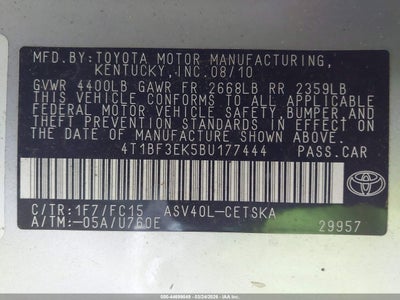 MFD.BY:TOYOTA MOTOR MANUFACTURING,
KENTUCKY,INC.08/10
GVWR 4400LB GAWR FR 2668LB RR 2359LB
THIS VEHICLE CONFORMS TO ALL APPLICABLE
FEDERAL MOTOR VEHICLE SAFETY,BUMPER,AND
THEFT PREVENTION STANDARDS IN EFFECT ON
THE DATE OF MANUFACTURE SHOWN ABOVE.
4T1BF3EK5BU177444 PASS.CAR
C/TR:1F7/FC15 ASV40L-CETSKA
A/TM:-05A/U760E 29957
TOYOTA